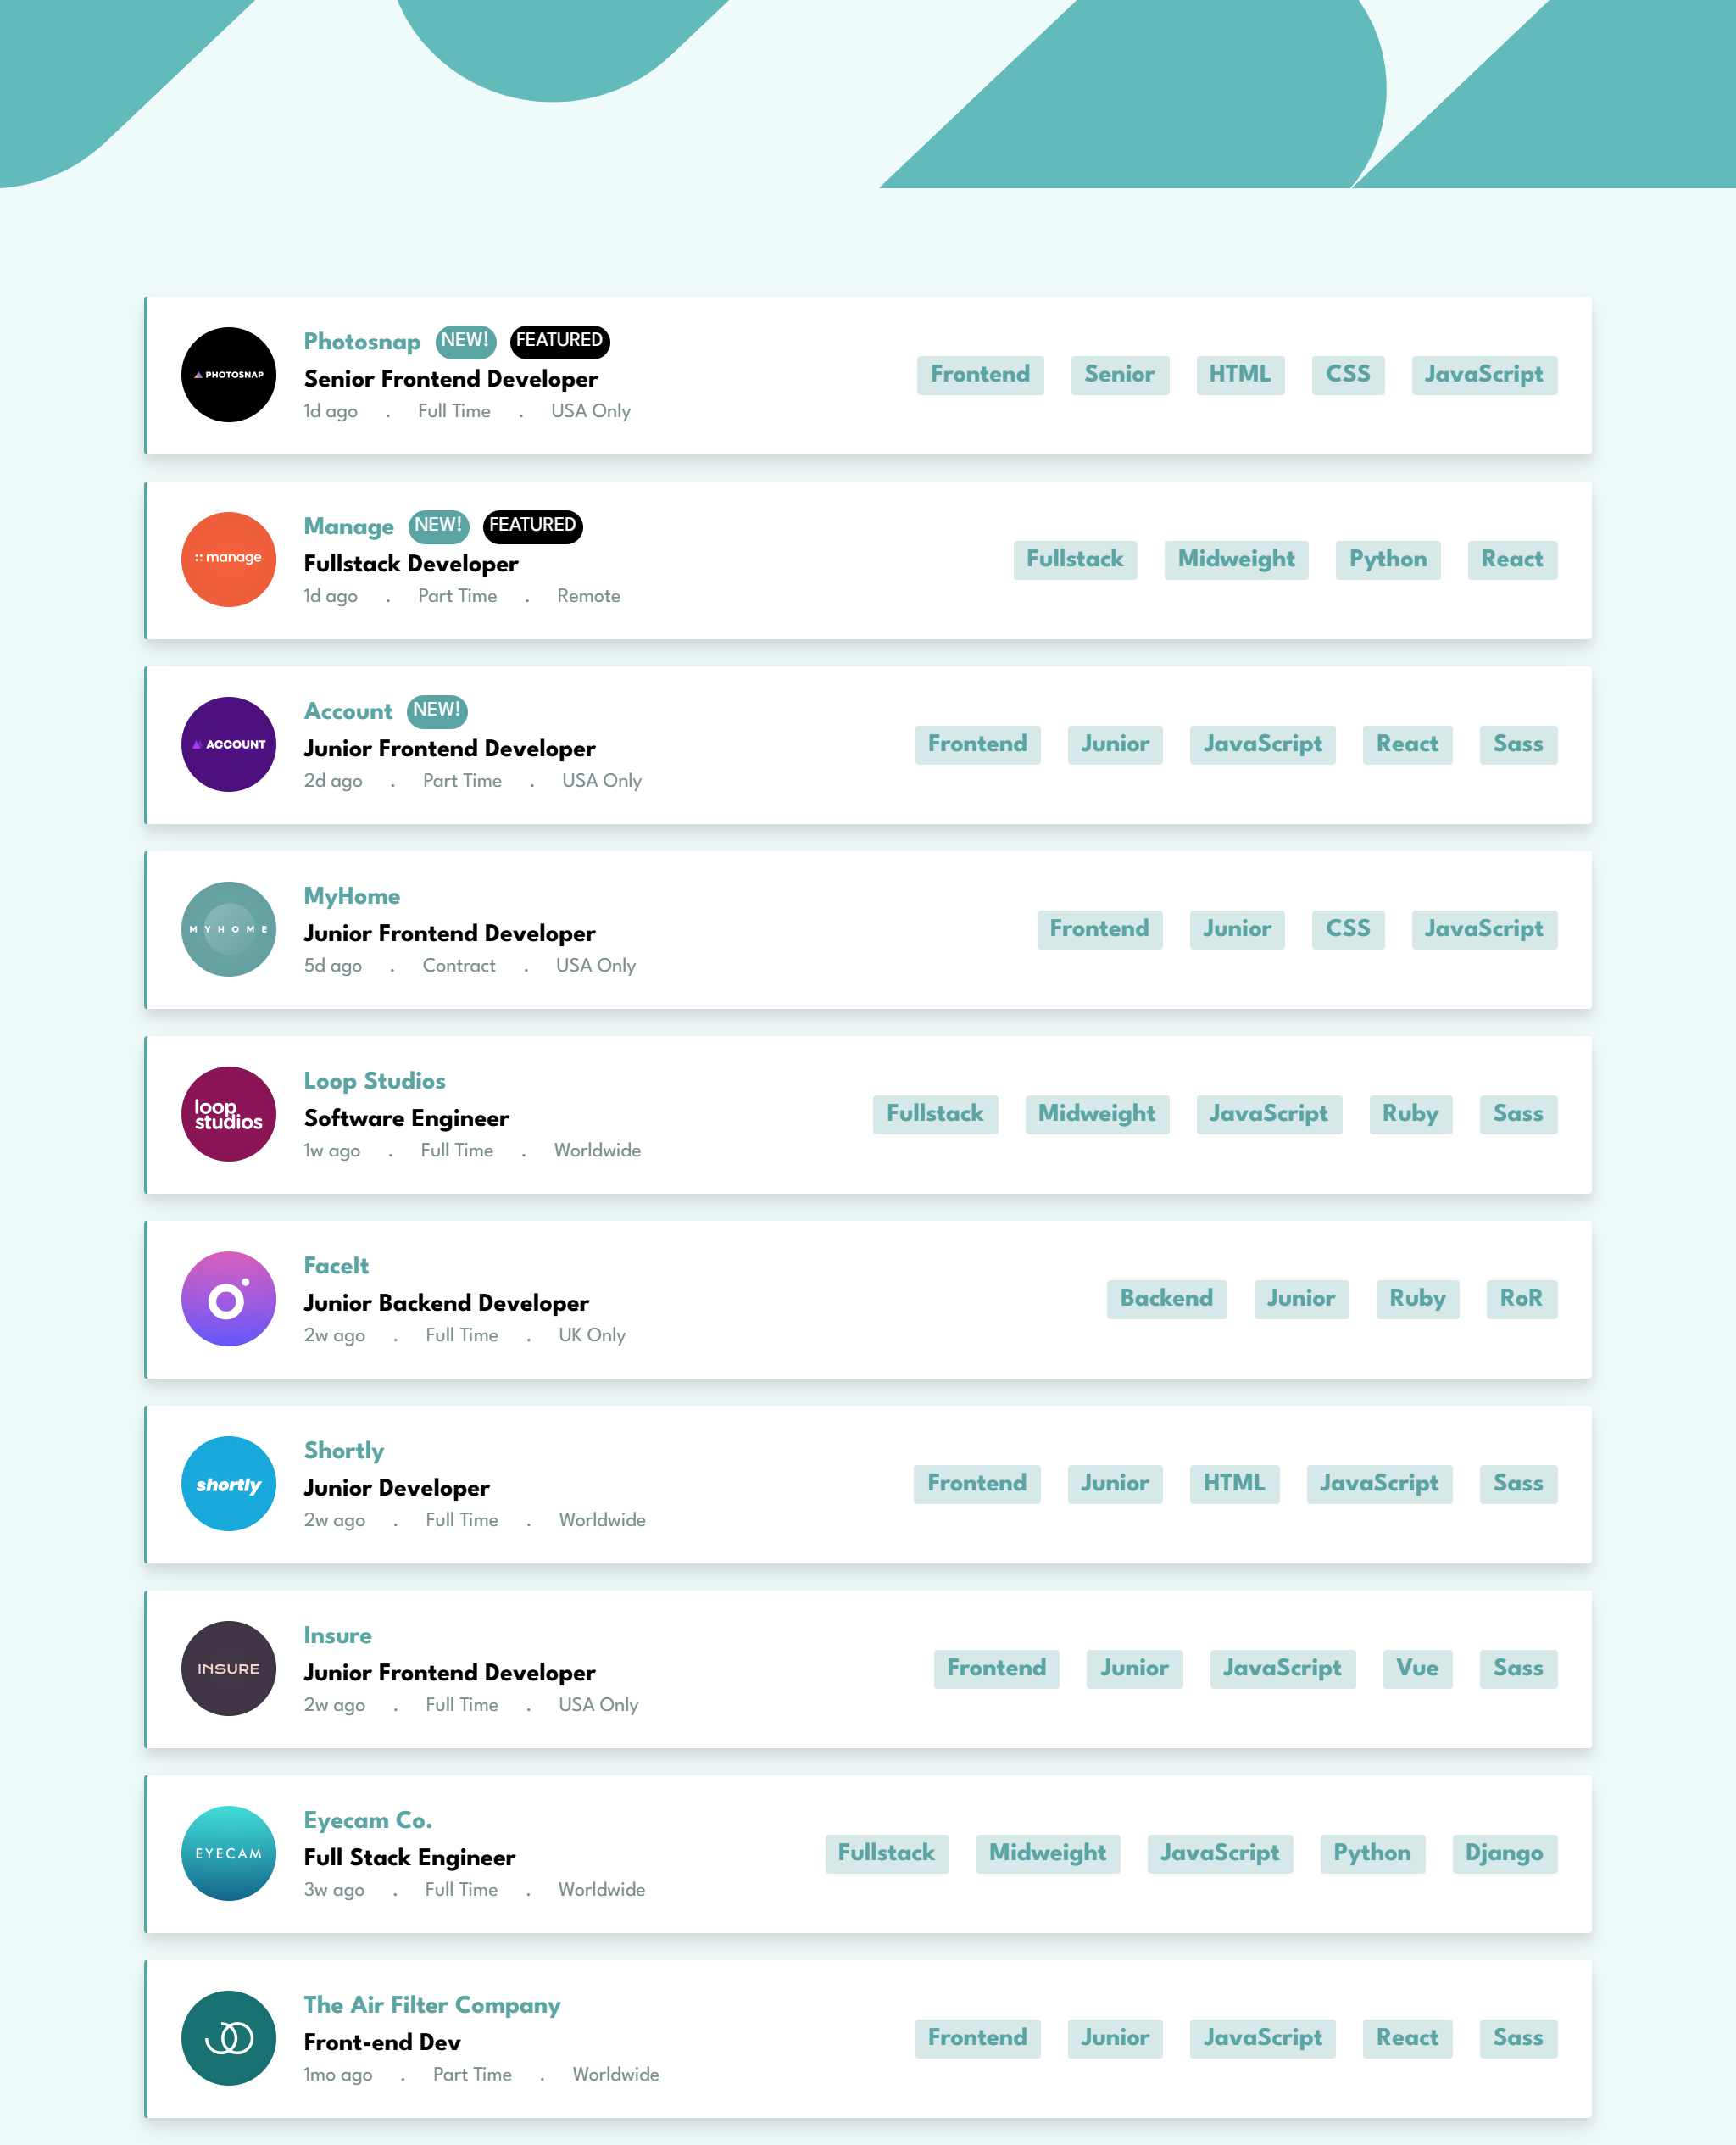 PHOTOSNAP
Photosnap NEW! FEATURED
Senior Frontend Developer
1d ago . Full Time . USA Only
Frontend Senior HTML CSS JavaScript
manage
Manage NEW! FEATURED
Fullstack Developer
1d ago . Part Time . Remote
Fullstack Midweight Python React
ACCOUNT
Account NEW!
Junior Frontend Developer
2d ago . Part Time . USA Only
Frontend Junior JavaScript React Sass
MYHOME
MyHome
Junior Frontend Developer
5d ago . Contract . USA Only
Frontend Junior CSS JavaScript
loop
studios
Loop Studios
Software Engineer
1w ago . Full Time . Worldwide
Fullstack Midweight JavaScript Ruby Sass
FaceIt
Junior Backend Developer
2w ago . Full Time . UK Only
Backend Junior Ruby RoR
shortly
Shortly
Junior Developer
2w ago . Full Time . Worldwide
Frontend Junior HTML JavaScript Sass
INSURE
Insure
Junior Frontend Developer
2w ago . Full Time . USA Only
Frontend Junior JavaScript Vue Sass
EYECAM
Eyecam Co.
Full Stack Engineer
3w ago . Full Time . Worldwide
Fullstack Midweight JavaScript Python Django
The Air Filter Company
Front-end Dev
1mo ago . Part Time . Worldwide
Frontend Junior JavaScript React Sass